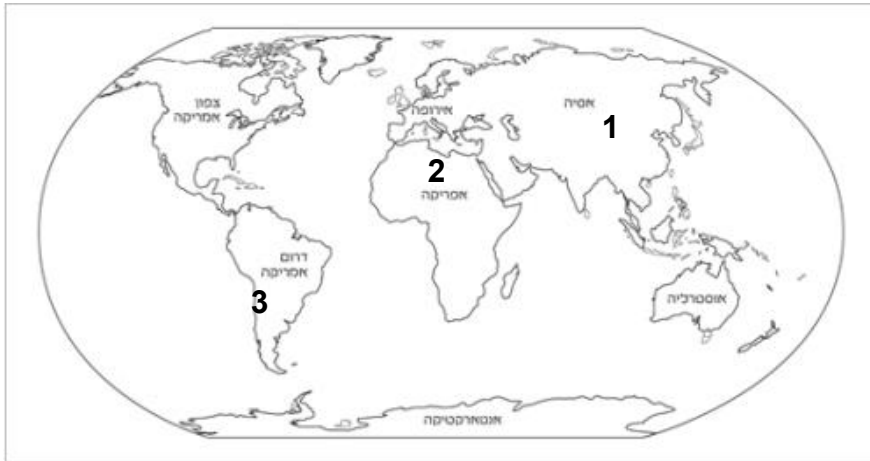 צפון
אמריקה
אירופה
אסיה
1
2
אפריקה
דרום
אמריקה
3
אוסטרליה
אנטארקטיקה